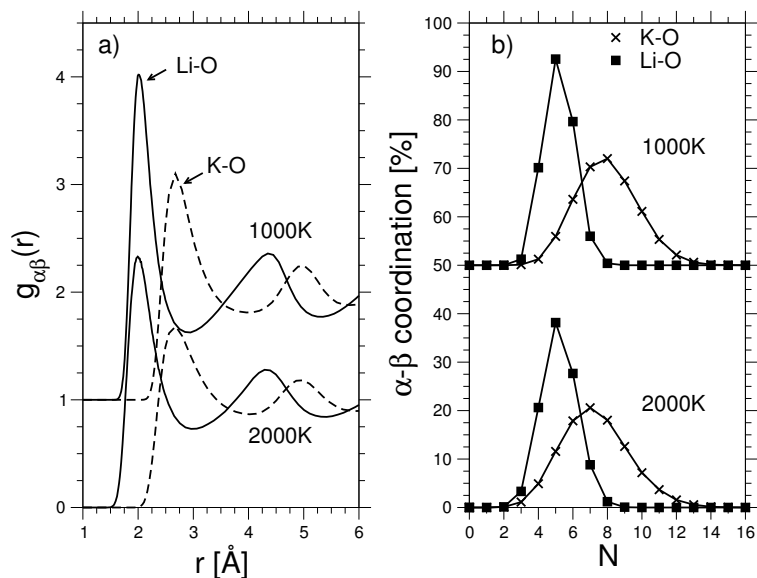 a)
Li-O
K-O
1000K
2000K
4
3
2
1
0
1 2 3 4 5 6
r [Å]
gαβ(r)
b)
K-O
Li-O
1000K
2000K
100
90
80
70
60
50
40
30
20
10
0
0 2 4 6 8 10 12 14 16
N
α-β coordination [%]